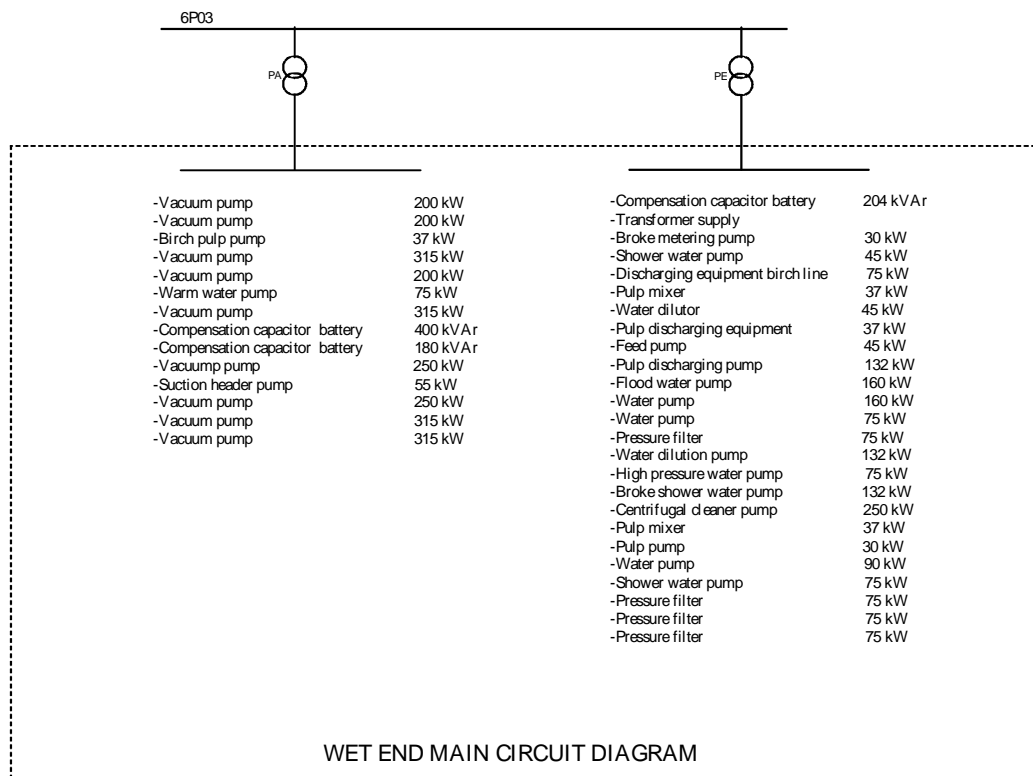 6P03
PA
PE
-Vacuum pump 200 kW
-Vacuum pump 200 kW
-Birch pulp pump 37 kW
-Vacuum pump 315 kW
-Vacuum pump 200 kW
-Warm water pump 75 kW
-Vacuum pump 315 kW
-Compensation capacitor battery 400 kVAr
-Compensation capacitor battery 180 kVAr
-Vacuump pump 250 kW
-Suction header pump 55 kW
-Vacuum pump 250 kW
-Vacuum pump 315 kW
-Vacuum pump 315 kW
-Compensation capacitor battery 204 kVAr
-Transformer supply
-Broke metering pump 30 kW
-Shower water pump 45 kW
-Discharging equipment birch line 75 kW
-Pulp mixer 37 kW
-Water dilutor 45 kW
-Pulp discharging equipment 37 kW
-Feed pump 45 kW
-Pulp discharging pump 132 kW
-Flood water pump 160 kW
-Water pump 160 kW
-Water pump 75 kW
-Pressure filter 75 kW
-Water dilution pump 132 kW
-High pressure water pump 75 kW
-Broke shower water pump 132 kW
-Centrifugal cleaner pump 250 kW
-Pulp mixer 37 kW
-Pulp pump 30 kW
-Water pump 90 kW
-Shower water pump 75 kW
-Pressure filter 75 kW
-Pressure filter 75 kW
-Pressure filter 75 kW
WET END MAIN CIRCUIT DIAGRAM